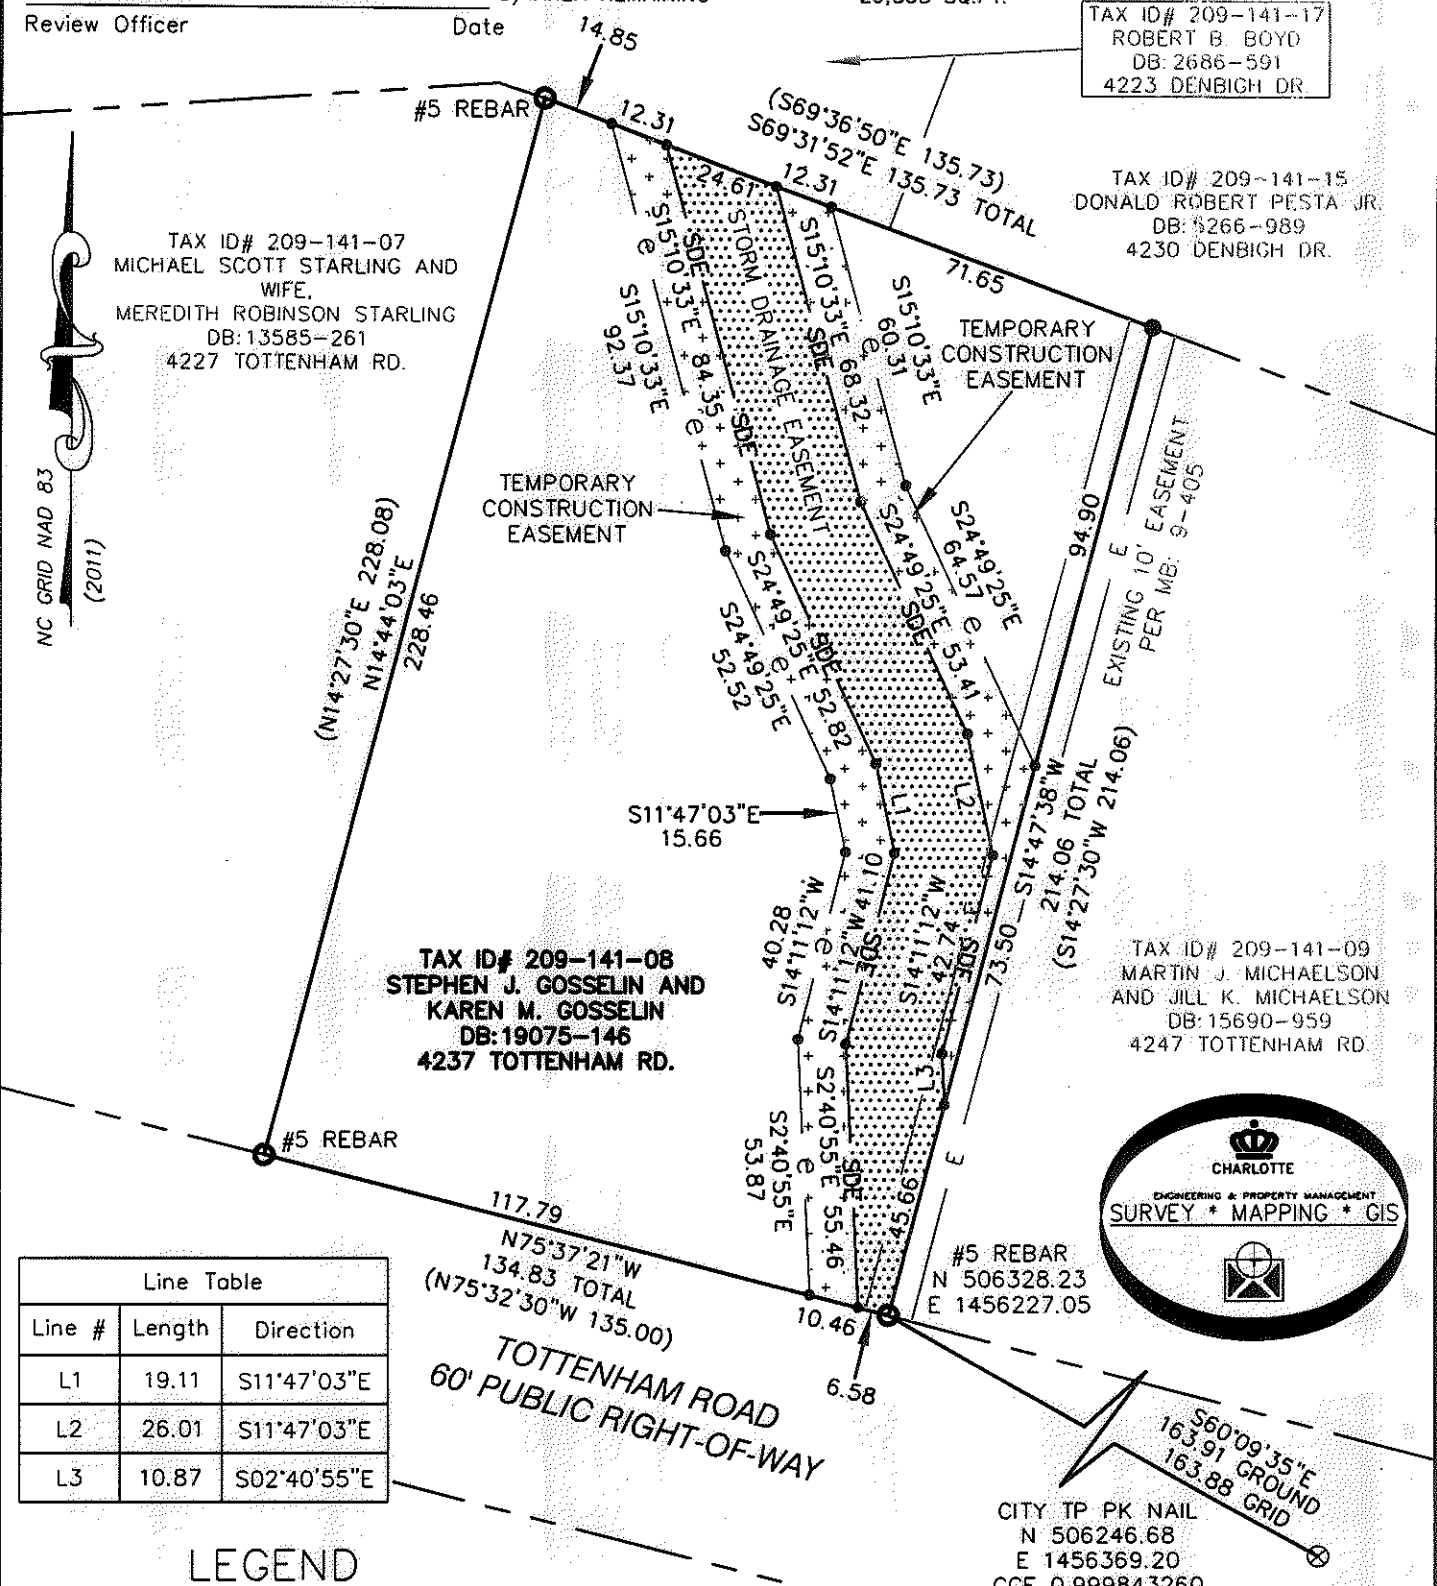 Review Officer
Date
14.85
TAX ID# 209-141-17
ROBERT B. BOYD
DB: 2686-591
4223 DENBIGH DR.
#5 REBAR
12.31
24.61
12.31
(S69°36'50"E 135.73)
S69°31'52"E 135.73 TOTAL
71.65
TAX ID# 209-141-15
DONALD ROBERT PESTA JR.
DB: 5266-989
4230 DENBIGH DR.
TAX ID# 209-141-07
MICHAEL SCOTT STARLING AND
WIFE,
MEREDITH ROBINSON STARLING
DB: 13585-261
4227 TOTTENHAM RD.
NC GRID NAD 83
(2011)
S15°10'33"E
92.37
e
e
S15°10'33"E 84.35
SDE
SDE
STORM DRAINAGE EASEMENT
S15°10'33"E 68.32
SDE
S15°10'33"E
60.31
e
TEMPORARY
CONSTRUCTION
EASEMENT
TEMPORARY
CONSTRUCTION
EASEMENT
(N14°27'30"E 228.08)
N14°44'03"E
228.46
S24°49'25"E
52.52
e
S24°49'25"E 52.82
SDE
S24°49'25"E 53.41
SDE
S24°49'25"E
64.57
e
94.90
EXISTING 10' EASEMENT
PER MB: 9-405
E
S11°47'03"E
15.66
L1
L2
S14°11'12"W
40.28
e
S14°11'12"W 41.10
SDE
S14°11'12"W
42.74
SDE
E
73.50
S14°47'38"W
214.06 TOTAL
(S14°27'30"W 214.06)
TAX ID# 209-141-08
STEPHEN J. GOSSELIN AND
KAREN M. GOSSELIN
DB: 19075-146
4237 TOTTENHAM RD.
TAX ID# 209-141-09
MARTIN J. MICHAELSON
AND JILL K. MICHAELSON
DB: 15690-959
4247 TOTTENHAM RD.
L3
S2°40'55"E
53.87
e
S2°40'55"E 55.46
SDE
45.66
E
#5 REBAR
CHARLOTTE
ENGINEERING & PROPERTY MANAGEMENT
SURVEY * MAPPING * GIS
117.79
N75°37'21"W
134.83 TOTAL
(N75°32'30"W 135.00)
10.46
6.58
#5 REBAR
N 506328.23
E 1456227.05
TOTTENHAM ROAD
60' PUBLIC RIGHT-OF-WAY
Line Table
Line # Length Direction
L1 19.11 S11°47'03"E
L2 26.01 S11°47'03"E
L3 10.87 S02°40'55"E
S60°09'35"E
163.91 GROUND
163.88 GRID
CITY TP PK NAIL
N 506246.68
E 1456369.20
LEGEND